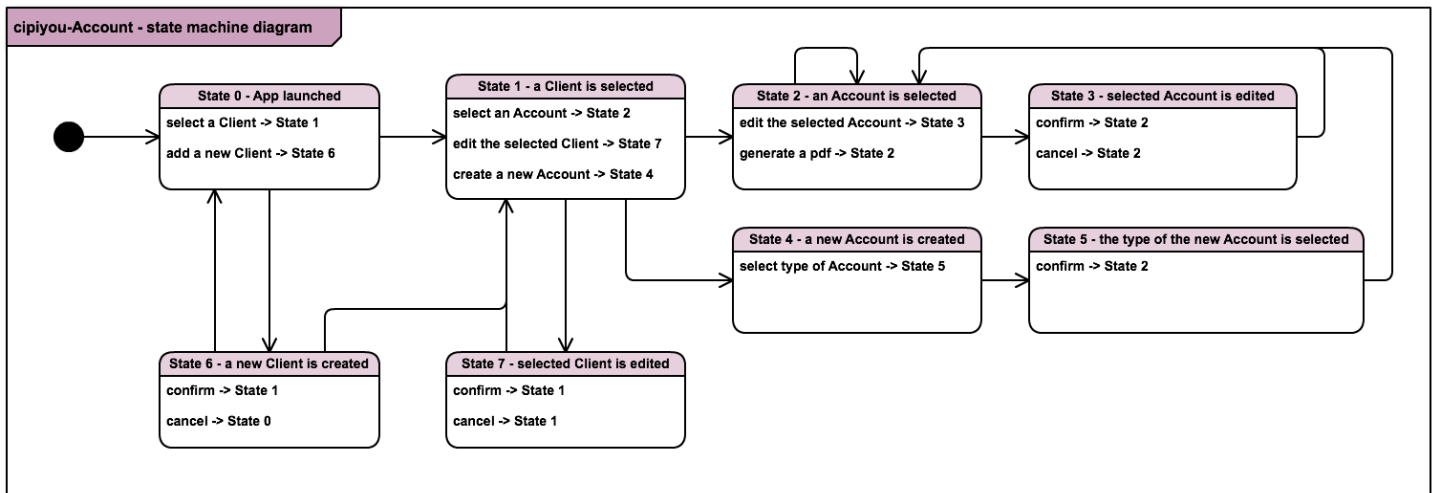 cipiyou-Account - state machine diagram
State 0 - App launched
select a Client -> State 1
add a new Client -> State 6
State 1 - a Client is selected
select an Account -> State 2
edit the selected Client -> State 7
create a new Account -> State 4
State 2 - an Account is selected
edit the selected Account -> State 3
generate a pdf -> State 2
State 3 - selected Account is edited
confirm -> State 2
cancel -> State 2
State 4 - a new Account is created
select type of Account -> State 5
State 5 - the type of the new Account is selected
confirm -> State 2
State 6 - a new Client is created
confirm -> State 1
cancel -> State 0
State 7 - selected Client is edited
confirm -> State 1
cancel -> State 1